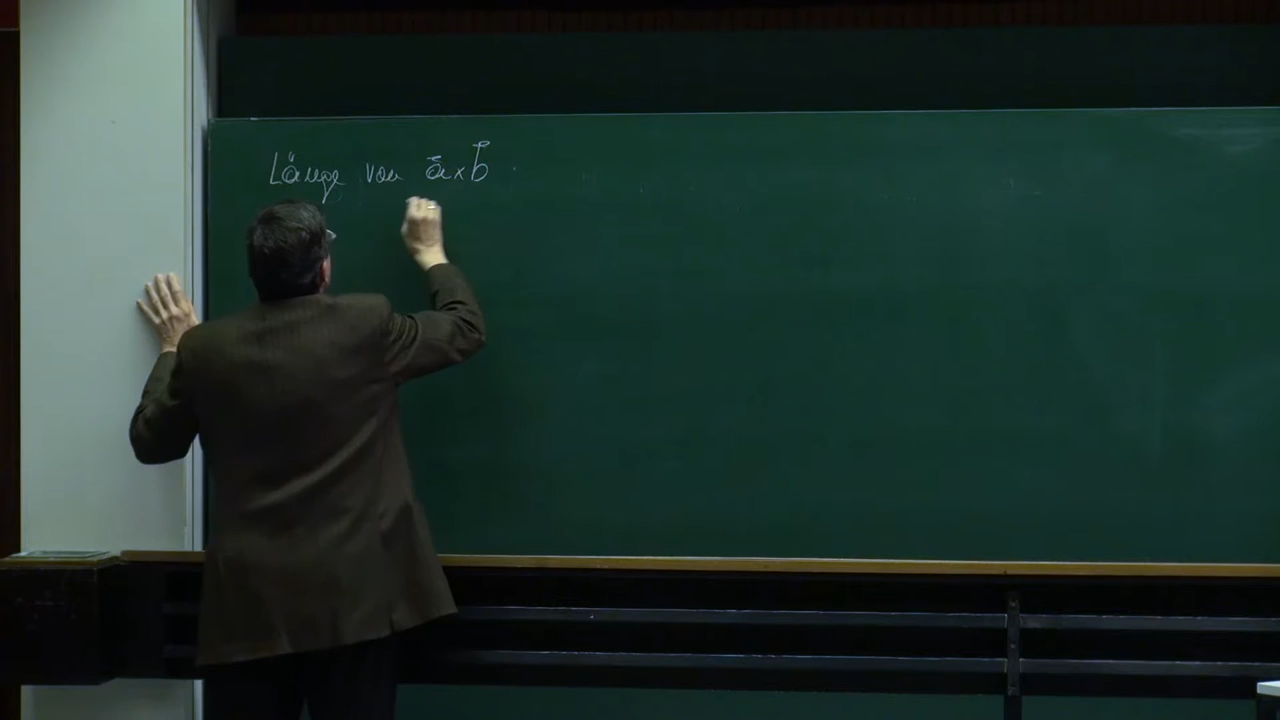 Länge von a⃗ × b⃗